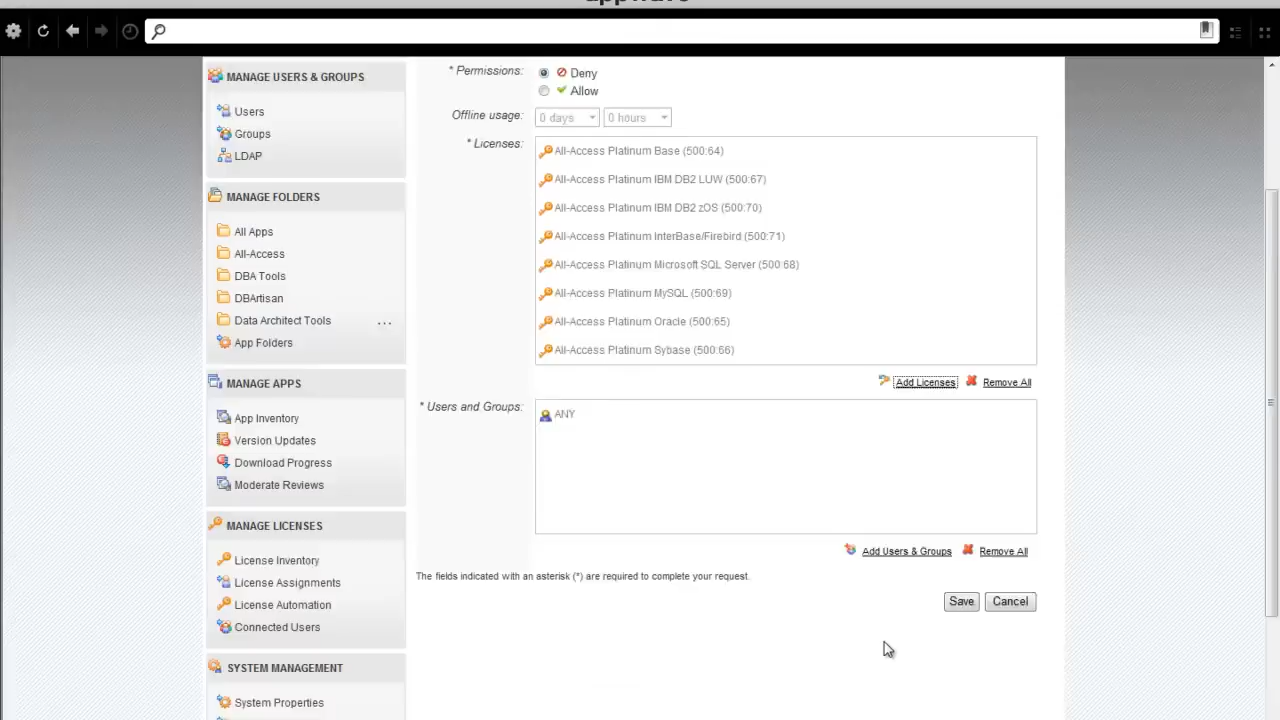 MANAGE USERS & GROUPS
Users
Groups
LDAP
MANAGE FOLDERS
All Apps
All-Access
DBA Tools
DBArtisan
Data Architect Tools ...
App Folders
MANAGE APPS
App Inventory
Version Updates
Download Progress
Moderate Reviews
MANAGE LICENSES
License Inventory
License Assignments
License Automation
Connected Users
SYSTEM MANAGEMENT
System Properties
* Permissions: Deny
Allow
Offline usage: 0 days 0 hours
* Licenses:
All-Access Platinum Base (500:64)
All-Access Platinum IBM DB2 LUW (500:67)
All-Access Platinum IBM DB2 zOS (500:70)
All-Access Platinum InterBase/Firebird (500:71)
All-Access Platinum Microsoft SQL Server (500:68)
All-Access Platinum MySQL (500:69)
All-Access Platinum Oracle (500:65)
All-Access Platinum Sybase (500:66)
Add Licenses Remove All
* Users and Groups: ANY
Add Users & Groups Remove All
The fields indicated with an asterisk (*) are required to complete your request.
Save Cancel